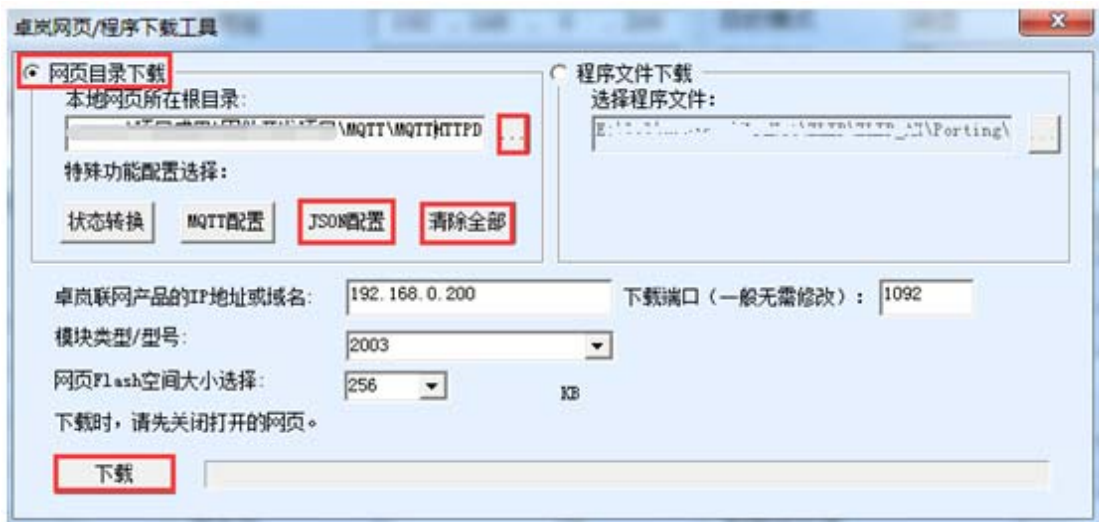 卓岚网页/程序下载工具
网页目录下载
本地网页所在根目录:
\MQTT\MQTTHTTPD
...
特殊功能配置选择:
状态转换
MQTT配置
JSON配置
清除全部
程序文件下载
选择程序文件:
\Porting\
...
卓岚联网产品的IP地址或域名:
192.168.0.200
下载端口（一般无需修改）:
1092
模块类型/型号:
2003
网页Flash空间大小选择:
256
KB
下载时，请先关闭打开的网页。
下载